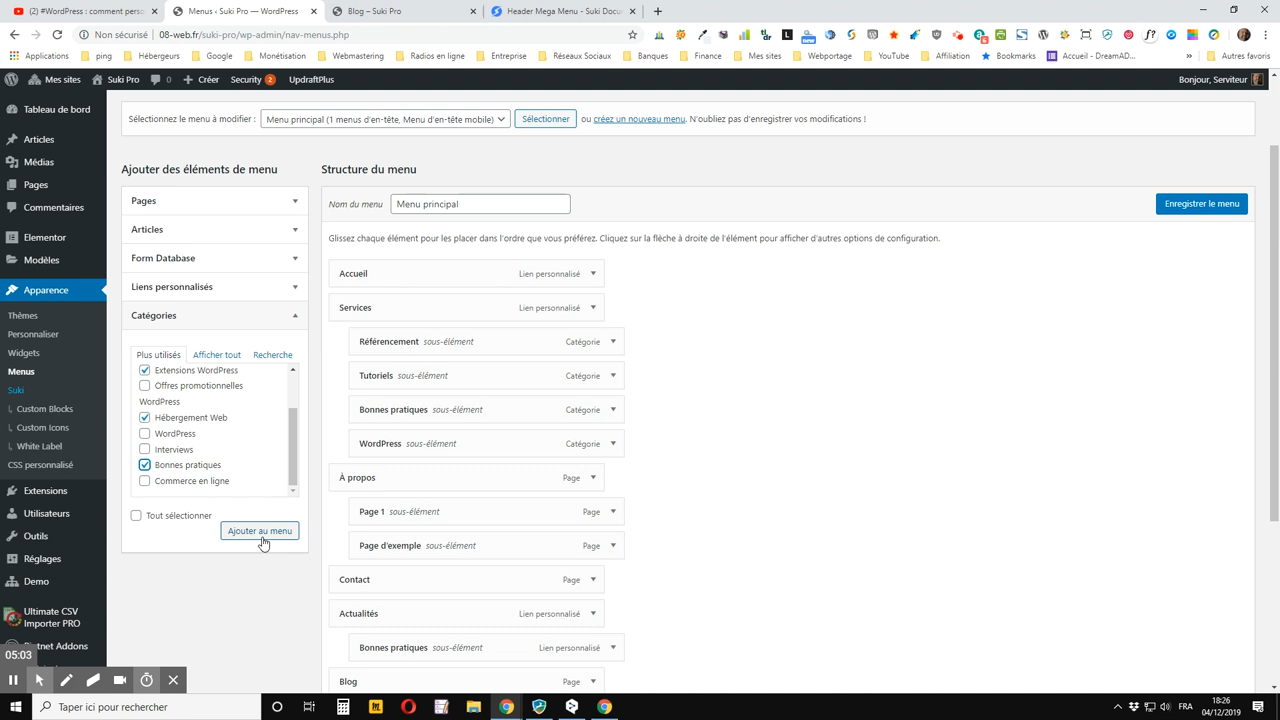 (2) #WordPress : comment perso
Menus ‹ Suki Pro — WordPress
Blog – Suki Pro
Header Mega Menu - Suki Docu
Non sécurisé
08-web.fr/suki-pro/wp-admin/nav-menus.php
Applications
ping
Hébergeurs
Google
Monétisation
Webmastering
Radios en ligne
Entreprise
Réseaux Sociaux
Banques
Finance
Mes sites
Webportage
YouTube
Affiliation
Bookmarks
Accueil - DreamAD...
Autres favoris
Mes sites
Suki Pro
0
Créer
Security 2
UpdraftPlus
Bonjour, Serviteur
Tableau de bord
Articles
Médias
Pages
Commentaires
Elementor
Modèles
Apparence
Thèmes
Personnaliser
Widgets
Menus
Suki
Custom Blocks
Custom Icons
White Label
CSS personnalisé
Extensions
Utilisateurs
Outils
Réglages
Demo
Ultimate CSV
Importer PRO
05:03
Sélectionnez le menu à modifier :
Menu principal (1 menus d'en-tête, Menu d'en-tête mobile)
Sélectionner
ou créez un nouveau menu. N'oubliez pas d'enregistrer vos modifications !
Ajouter des éléments de menu
Pages
Articles
Form Database
Liens personnalisés
Catégories
Plus utilisés
Afficher tout
Recherche
Extensions WordPress
Offres promotionnelles
WordPress
Hébergement Web
WordPress
Interviews
Bonnes pratiques
Commerce en ligne
Tout sélectionner
Ajouter au menu
Structure du menu
Nom du menu
Menu principal
Enregistrer le menu
Glissez chaque élément pour les placer dans l'ordre que vous préférez. Cliquez sur la flèche à droite de l'élément pour afficher d'autres options de configuration.
Accueil Lien personnalisé
Services Lien personnalisé
Référencement sous-élément Catégorie
Tutoriels sous-élément Catégorie
Bonnes pratiques sous-élément Catégorie
WordPress sous-élément Catégorie
À propos Page
Page 1 sous-élément Page
Page d'exemple sous-élément Page
Contact Page
Actualités Lien personnalisé
Bonnes pratiques sous-élément Lien personnalisé
Blog Page
Taper ici pour rechercher
FRA
18:26
04/12/2019